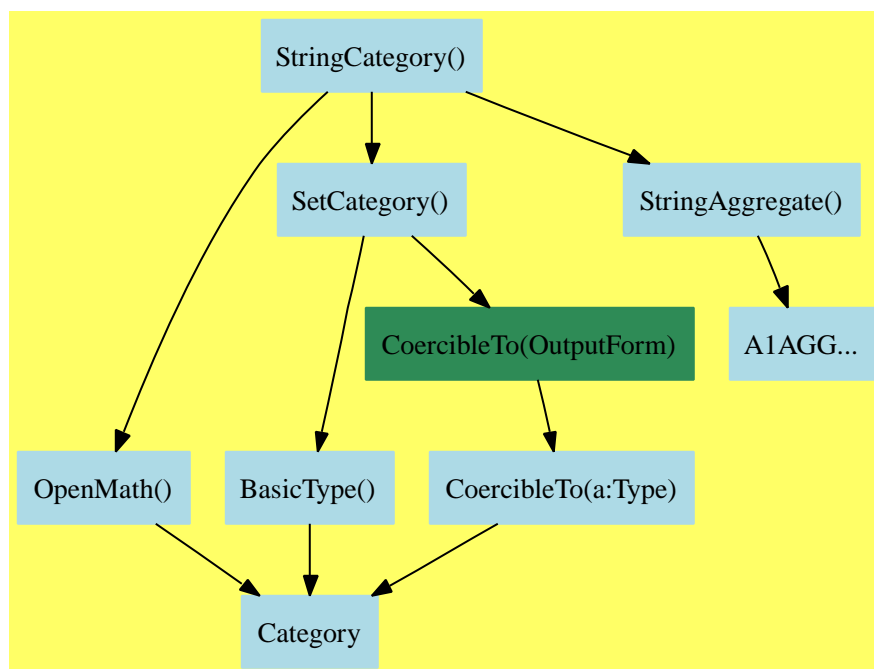 StringCategory()
SetCategory()
StringAggregate()
CoercibleTo(OutputForm)
A1AGG...
OpenMath()
BasicType()
CoercibleTo(a:Type)
Category